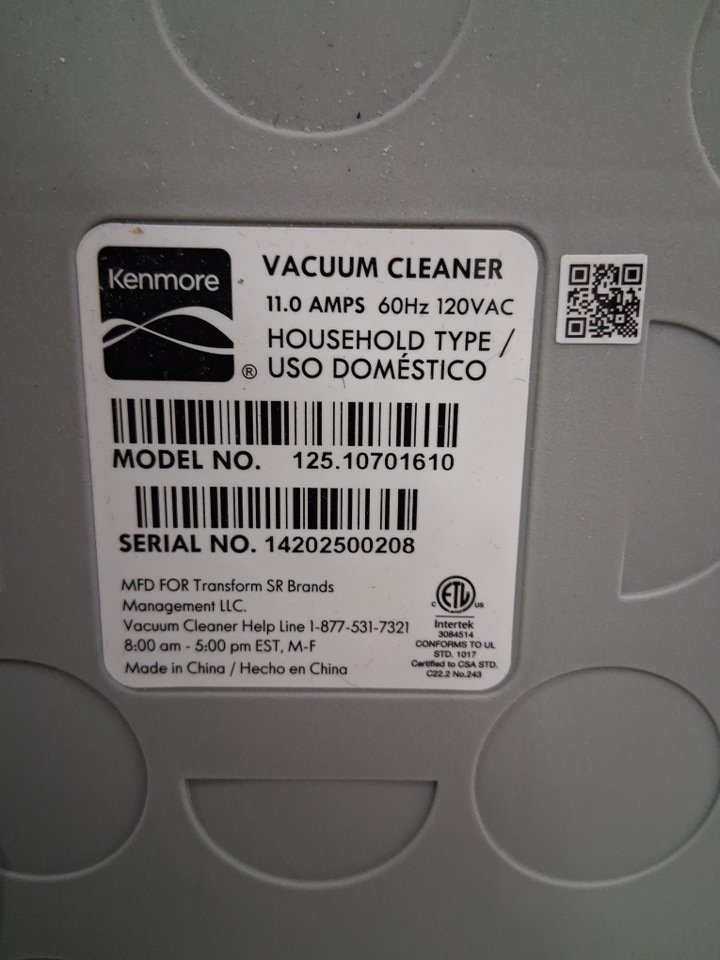 Kenmore
®
VACUUM CLEANER
11.0 AMPS 60Hz 120VAC
HOUSEHOLD TYPE /
USO DOMÉSTICO
MODEL NO. 125.10701610
SERIAL NO. 14202500208
MFD FOR Transform SR Brands
Management LLC.
Vacuum Cleaner Help Line 1-877-531-7321
8:00 am - 5:00 pm EST, M-F
Made in China / Hecho en China
C ETL US
Intertek
3084514
CONFORMS TO UL
STD. 1017
Certified to CSA STD.
C22.2 No.243